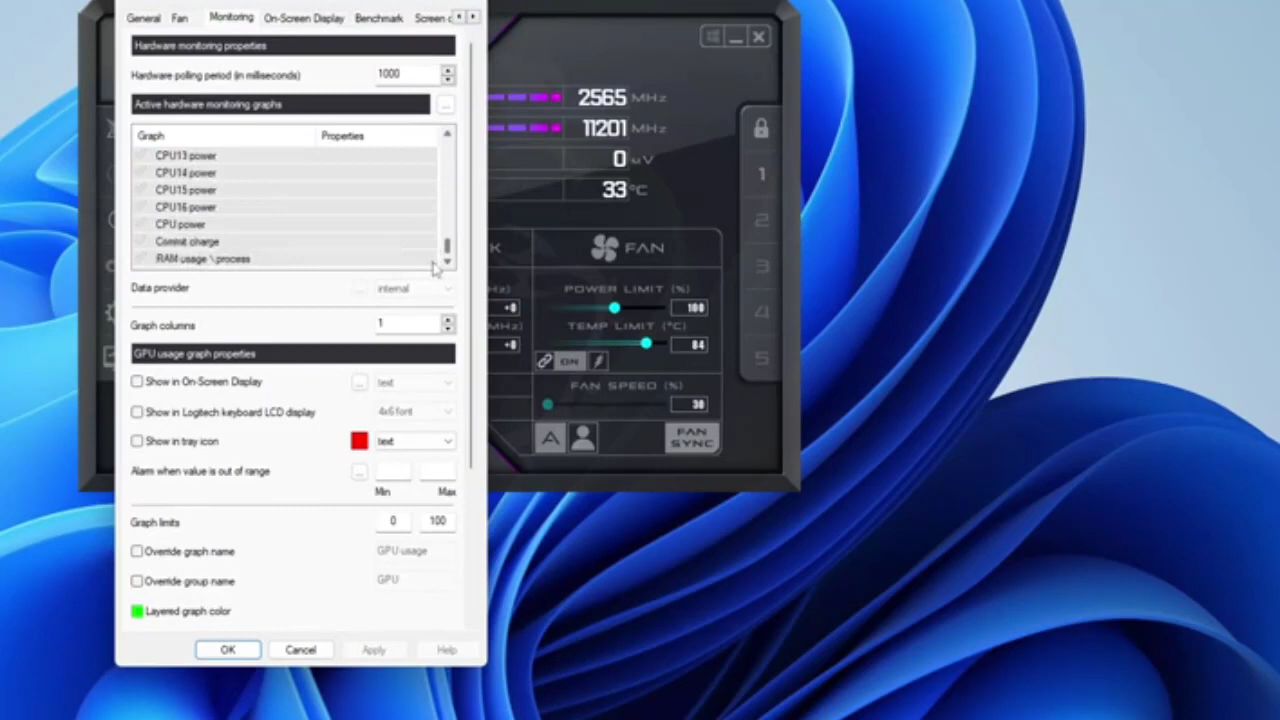 General Fan Monitoring On-Screen Display Benchmark Screen c
Hardware monitoring properties
Hardware polling period (in milliseconds) 1000
Active hardware monitoring graphs ...
Graph Properties
CPU13 power
CPU14 power
CPU15 power
CPU16 power
CPU power
Commit charge
RAM usage \ process
Data provider ... internal
Graph columns 1
GPU usage graph properties
Show in On-Screen Display ... text
Show in Logitech keyboard LCD display 4x6 font
Show in tray icon text
Alarm when value is out of range ...
Min Max
Graph limits 0 100
Override graph name GPU usage
Override group name GPU
Layered graph color
OK Cancel Apply Help
2565 MHz
11201 MHz
0 MV
33 °C
K FAN
Hz) +0 POWER LIMIT (%) 100
MHz) +0 TEMP LIMIT (°C) 84
ON
FAN SPEED (%)
30
A FAN SYNC
1
2
3
4
5